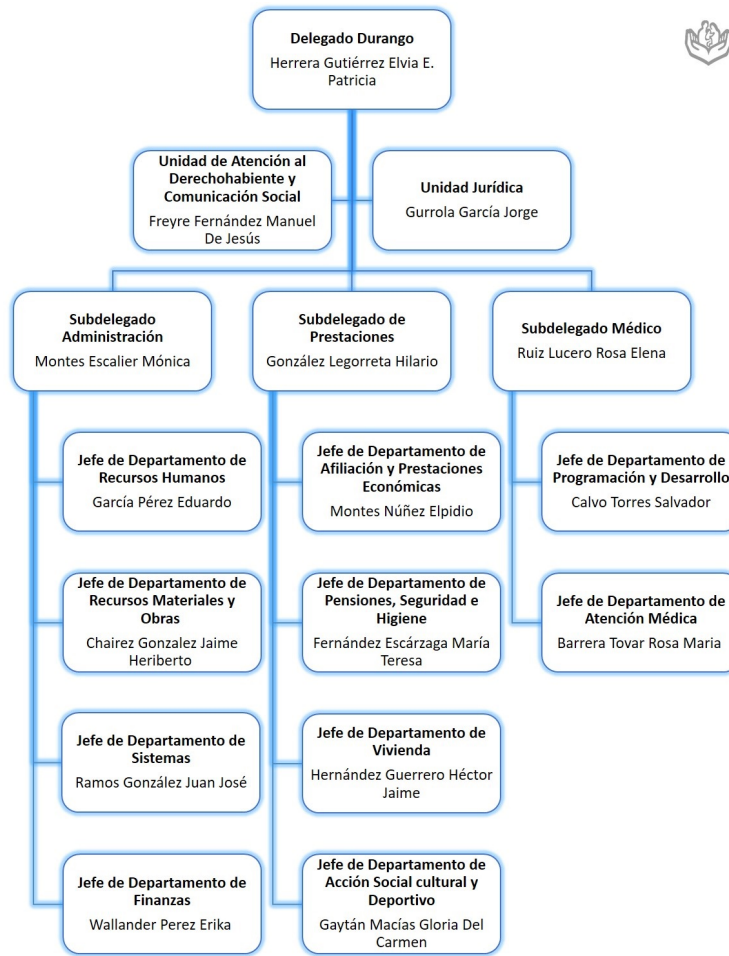 Delegado Durango
Herrera Gutiérrez Elvia E.
Patricia
Unidad de Atención al
Derechohabiente y
Comunicación Social
Freyre Fernández Manuel
De Jesús
Unidad Jurídica
Gurrola García Jorge
Subdelegado
Administración
Montes Escalier Mónica
Subdelegado de
Prestaciones
González Legorreta Hilario
Subdelegado Médico
Ruiz Lucero Rosa Elena
Jefe de Departamento de
Recursos Humanos
García Pérez Eduardo
Jefe de Departamento de
Afiliación y Prestaciones
Económicas
Montes Núñez Elpidio
Jefe de Departamento de
Programación y Desarrollo
Calvo Torres Salvador
Jefe de Departamento de
Recursos Materiales y
Obras
Chairez Gonzalez Jaime
Heriberto
Jefe de Departamento de
Pensiones, Seguridad e
Higiene
Fernández Escárzaga María
Teresa
Jefe de Departamento de
Atención Médica
Barrera Tovar Rosa Maria
Jefe de Departamento de
Sistemas
Ramos González Juan José
Jefe de Departamento de
Vivienda
Hernández Guerrero Héctor
Jaime
Jefe de Departamento de
Finanzas
Wallander Perez Erika
Jefe de Departamento de
Acción Social cultural y
Deportivo
Gaytán Macías Gloria Del
Carmen